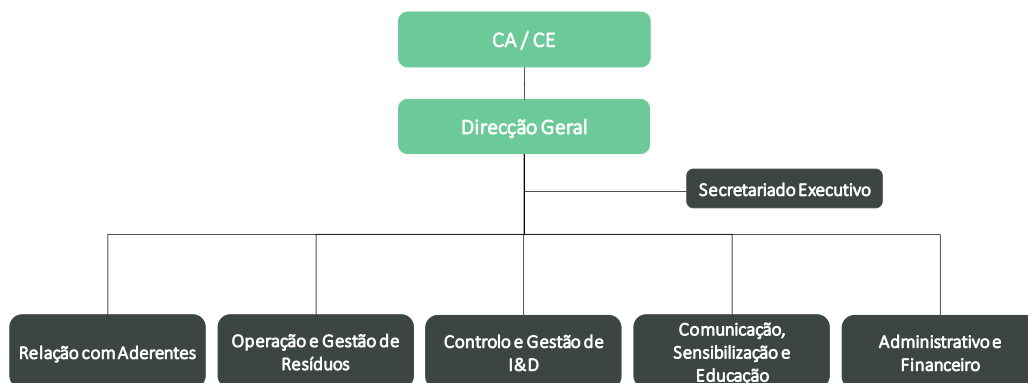 CA / CE
Direcção Geral
Secretariado Executivo
Relação com Aderentes
Operação e Gestão de
Resíduos
Controlo e Gestão de
I&D
Comunicação,
Sensibilização e
Educação
Administrativo e
Financeiro